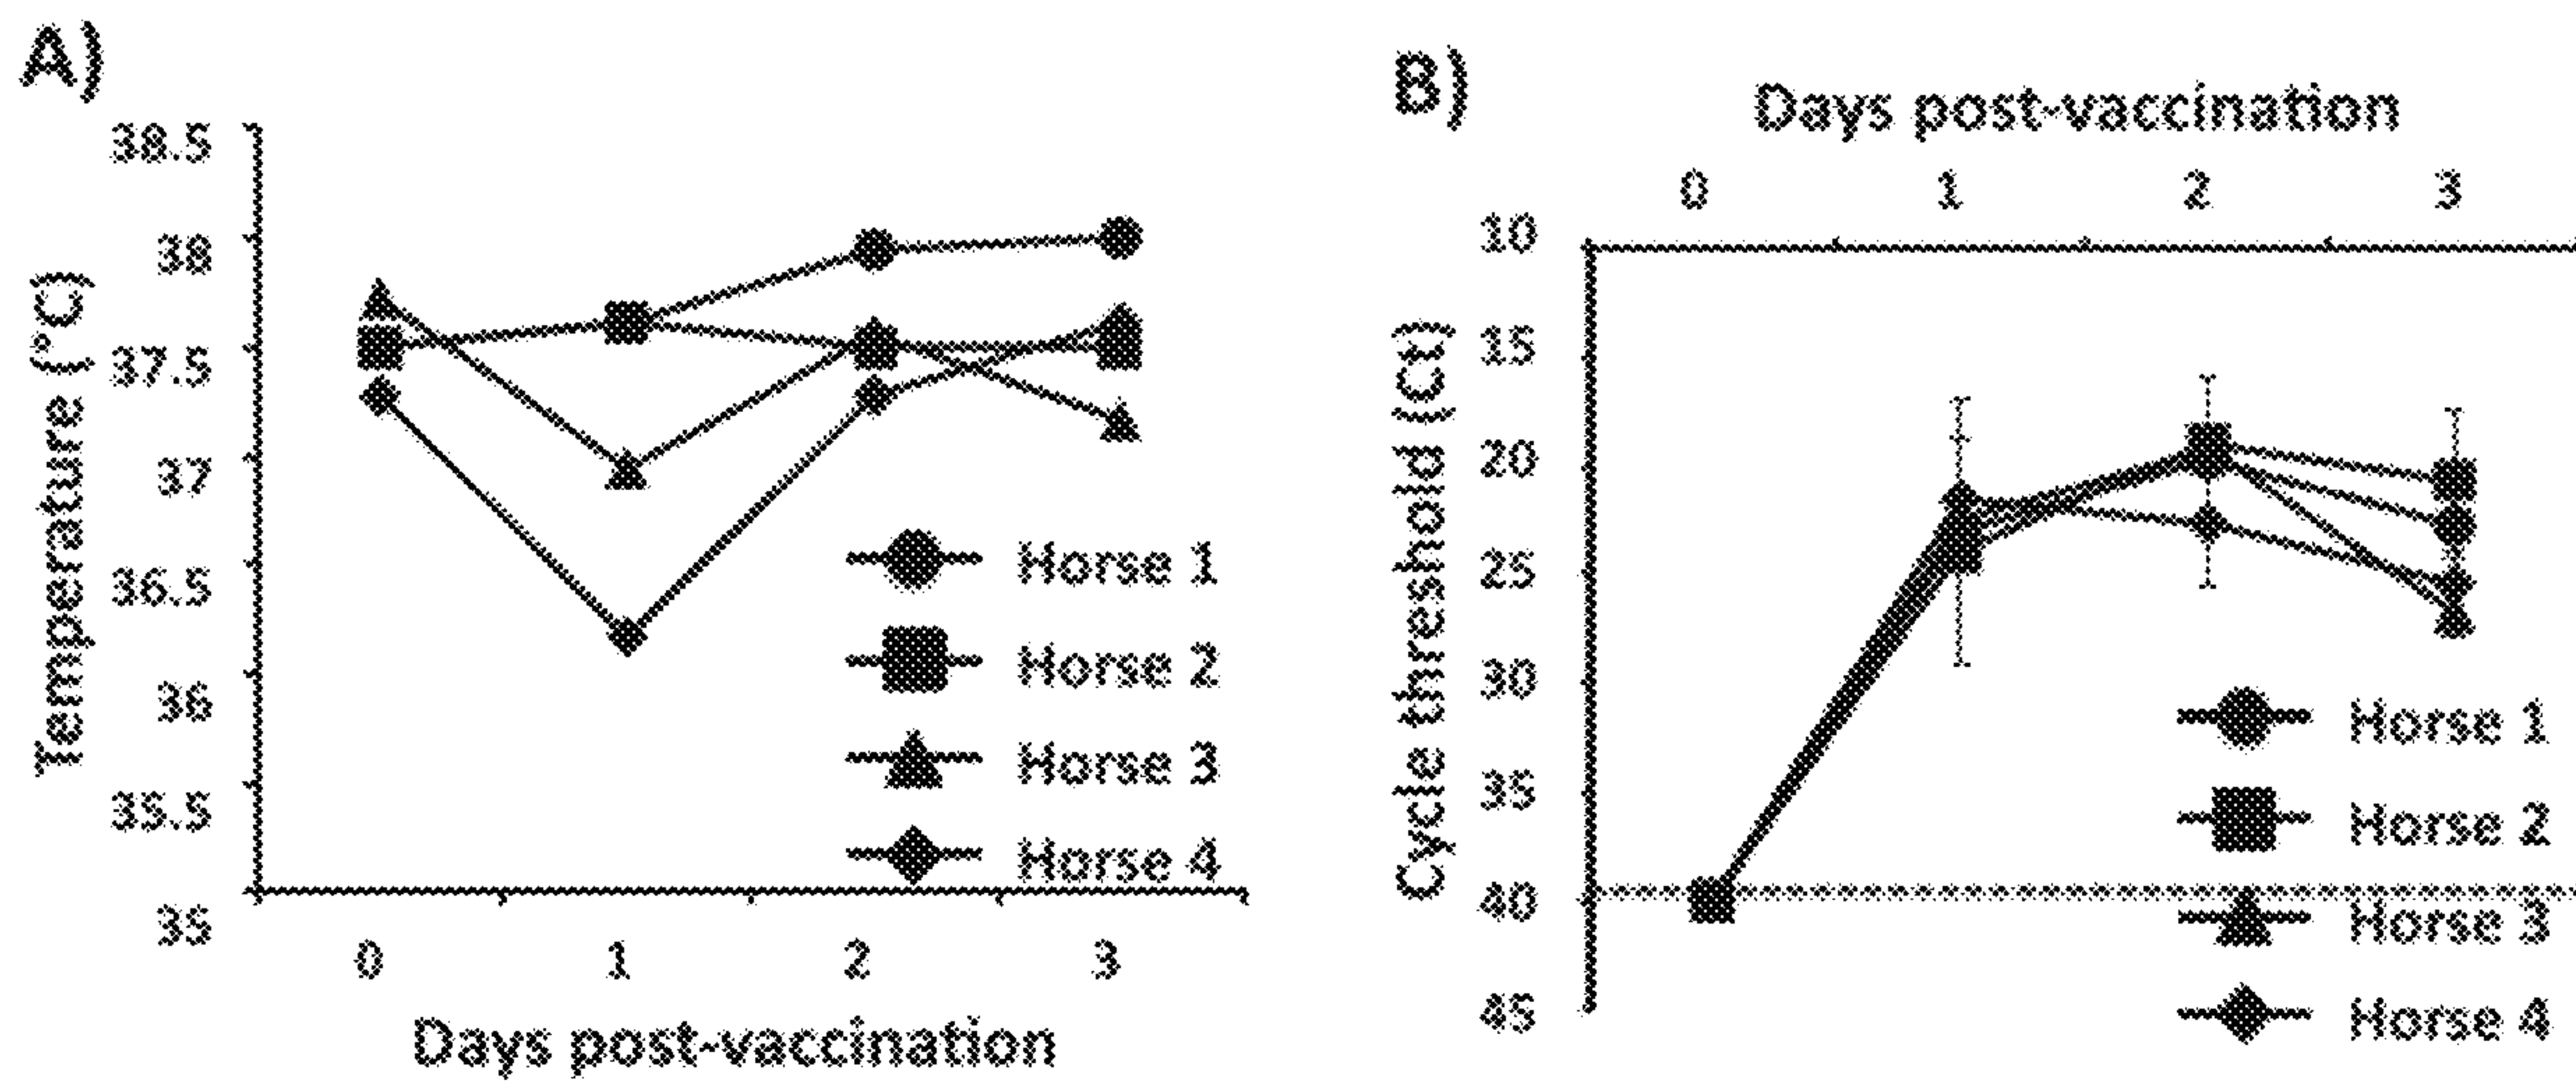 A)
38.5
38
37.5
37
36.5
36
35.5
35
Temperature (°C)
0 1 2 3
Days post-vaccination
Horse 1
Horse 2
Horse 3
Horse 4
B)
Days post-vaccination
0 1 2 3
10
15
20
25
30
35
40
45
Cycle threshold (Ct)
Horse 1
Horse 2
Horse 3
Horse 4